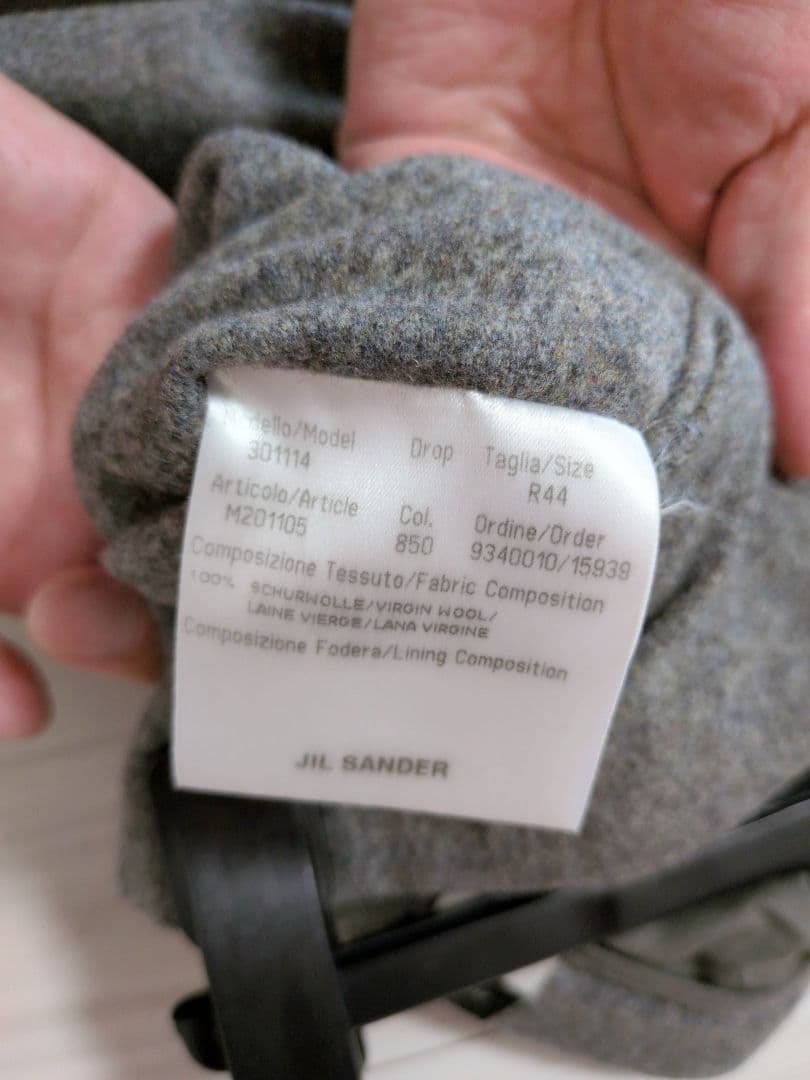 Modello/Model Drop Taglia/Size
301114 R44
Articolo/Article Col. Ordine/Order
M201105 850 9340010/15939
Composizione Tessuto/Fabric Composition
100% SCHURWOLLE/VIRGIN WOOL/
LAINE VIERGE/LANA VIRGINE
Composizione Fodera/Lining Composition
JIL SANDER